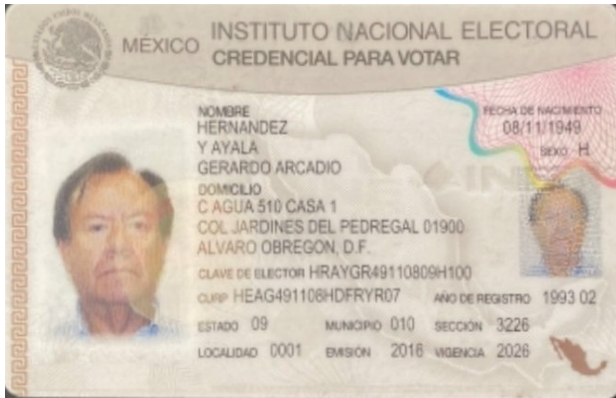 MÉXICO INSTITUTO NACIONAL ELECTORAL
CREDENCIAL PARA VOTAR
NOMBRE
HERNANDEZ
Y AYALA
GERARDO ARCADIO
FECHA DE NACIMIENTO
08/11/1949
SEXO H
DOMICILIO
C AGUA 510 CASA 1
COL JARDINES DEL PEDREGAL 01900
ALVARO OBREGON, D.F.
CLAVE DE ELECTOR HRAYGR49110809H100
CURP HEAG491108HDFRYR07 AÑO DE REGISTRO 1993 02
ESTADO 09 MUNICIPIO 010 SECCIÓN 3226
LOCALIDAD 0001 EMISIÓN 2016 VIGENCIA 2026
INE